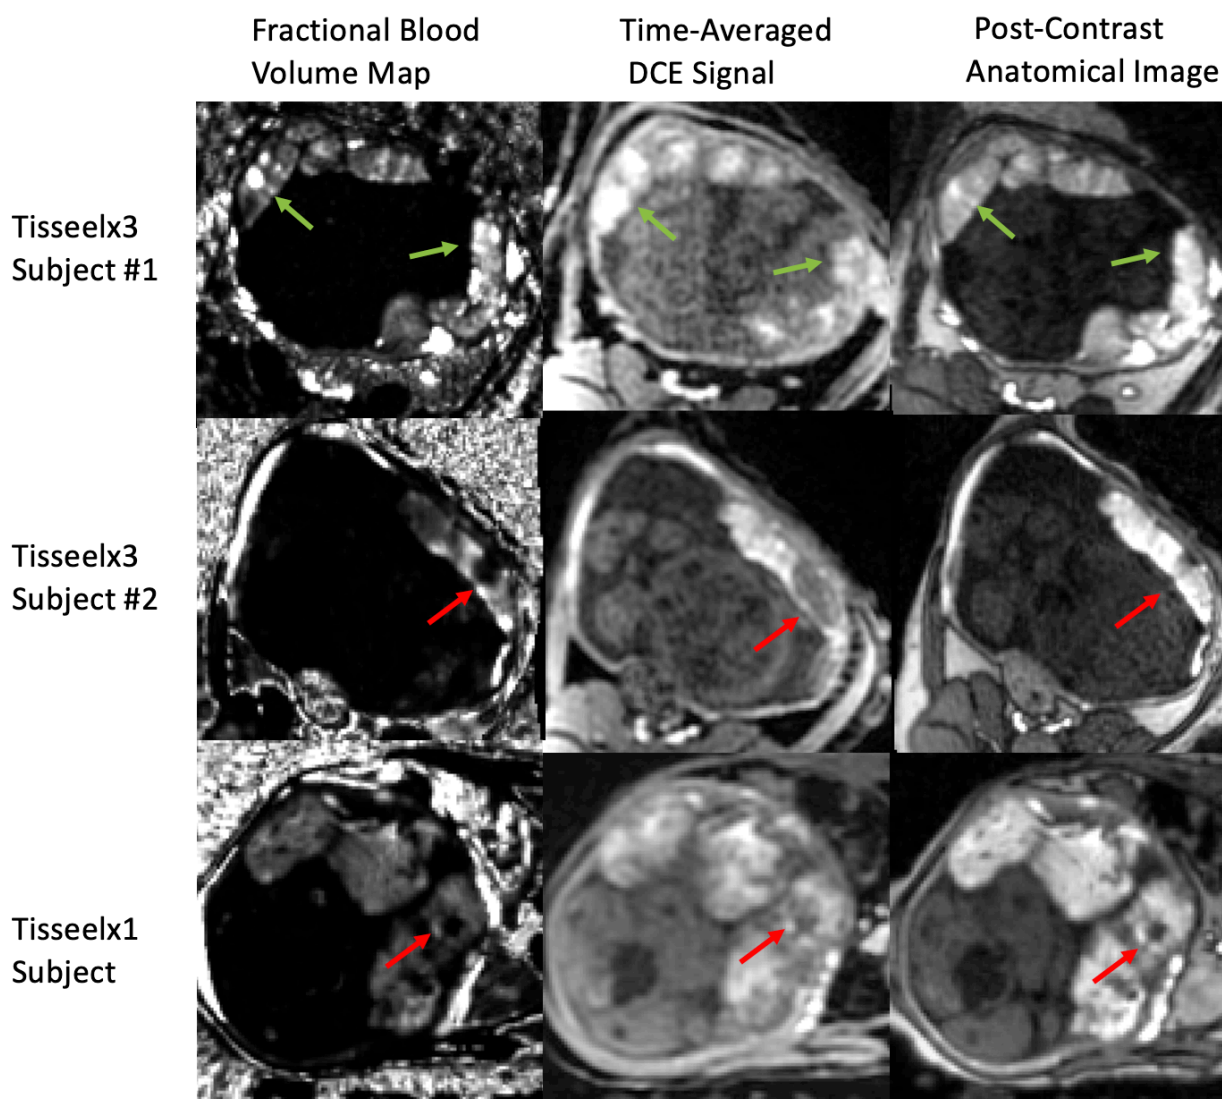 Fractional Blood
Volume Map
Time-Averaged
DCE Signal
Post-Contrast
Anatomical Image
Tisseelx3
Subject #1
Tisseelx3
Subject #2
Tisseelx1
Subject